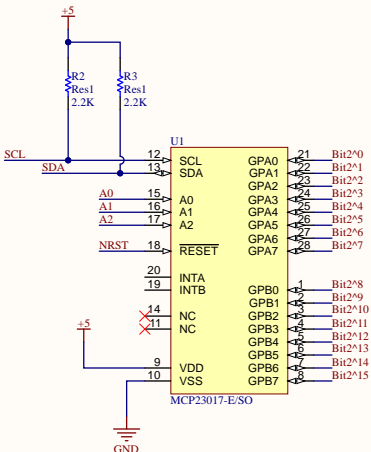 +5
R2
Res1
2.2K
R3
Res1
2.2K
U1
SCL 12 SCL GPA0 21 Bit2^0
SDA 13 SDA GPA1 22 Bit2^1
GPA2 23 Bit2^2
A0 15 A0 GPA3 24 Bit2^3
A1 16 A1 GPA4 25 Bit2^4
A2 17 A2 GPA5 26 Bit2^5
GPA6 27 Bit2^6
NRST 18 RESET GPA7 28 Bit2^7
20 INTA
19 INTB GPB0 1 Bit2^8
GPB1 2 Bit2^9
14 NC GPB2 3 Bit2^10
+5 11 NC GPB3 4 Bit2^11
GPB4 5 Bit2^12
GPB5 6 Bit2^13
9 VDD GPB6 7 Bit2^14
10 VSS GPB7 8 Bit2^15
MCP23017-E/SO
GND